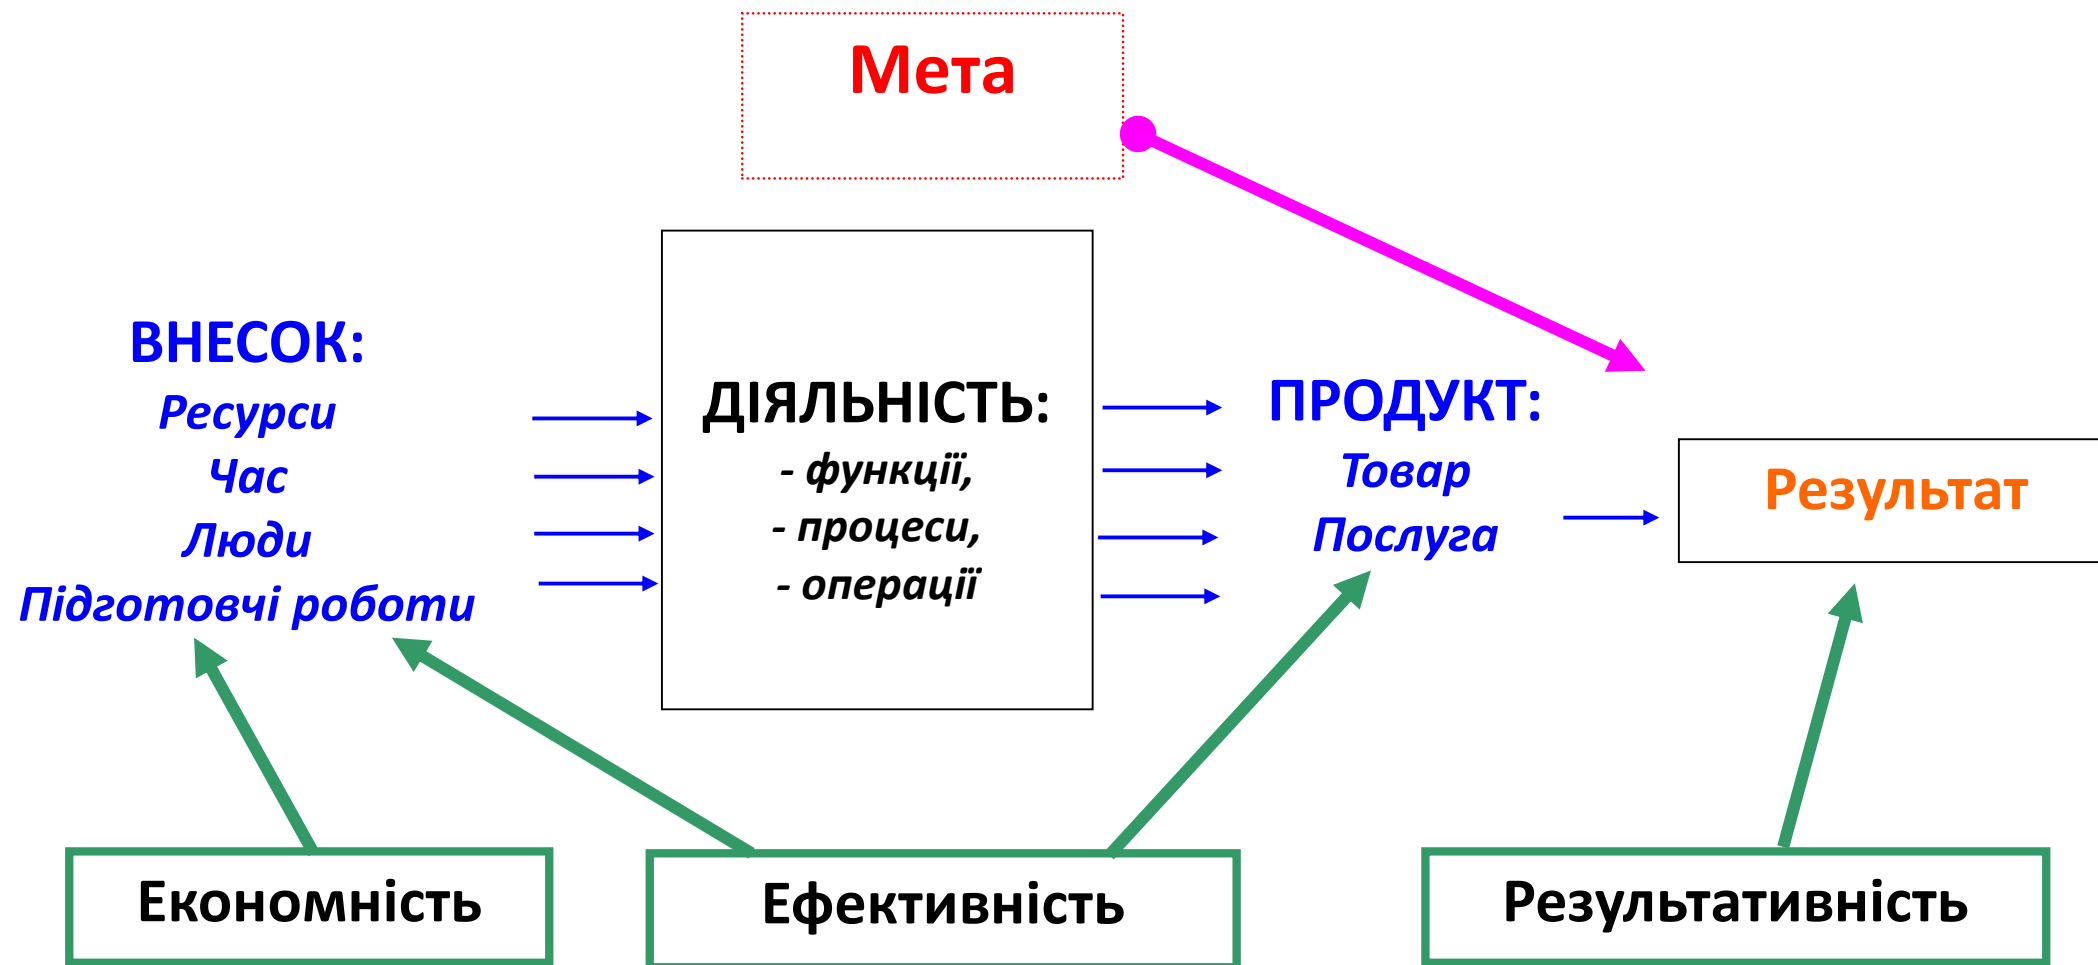 Мета
ВНЕСОК:
Ресурси
Час
Люди
Підготовчі роботи
ДІЯЛЬНІСТЬ:
- функції,
- процеси,
- операції
ПРОДУКТ:
Товар
Послуга
Результат
Економність
Ефективність
Результативність